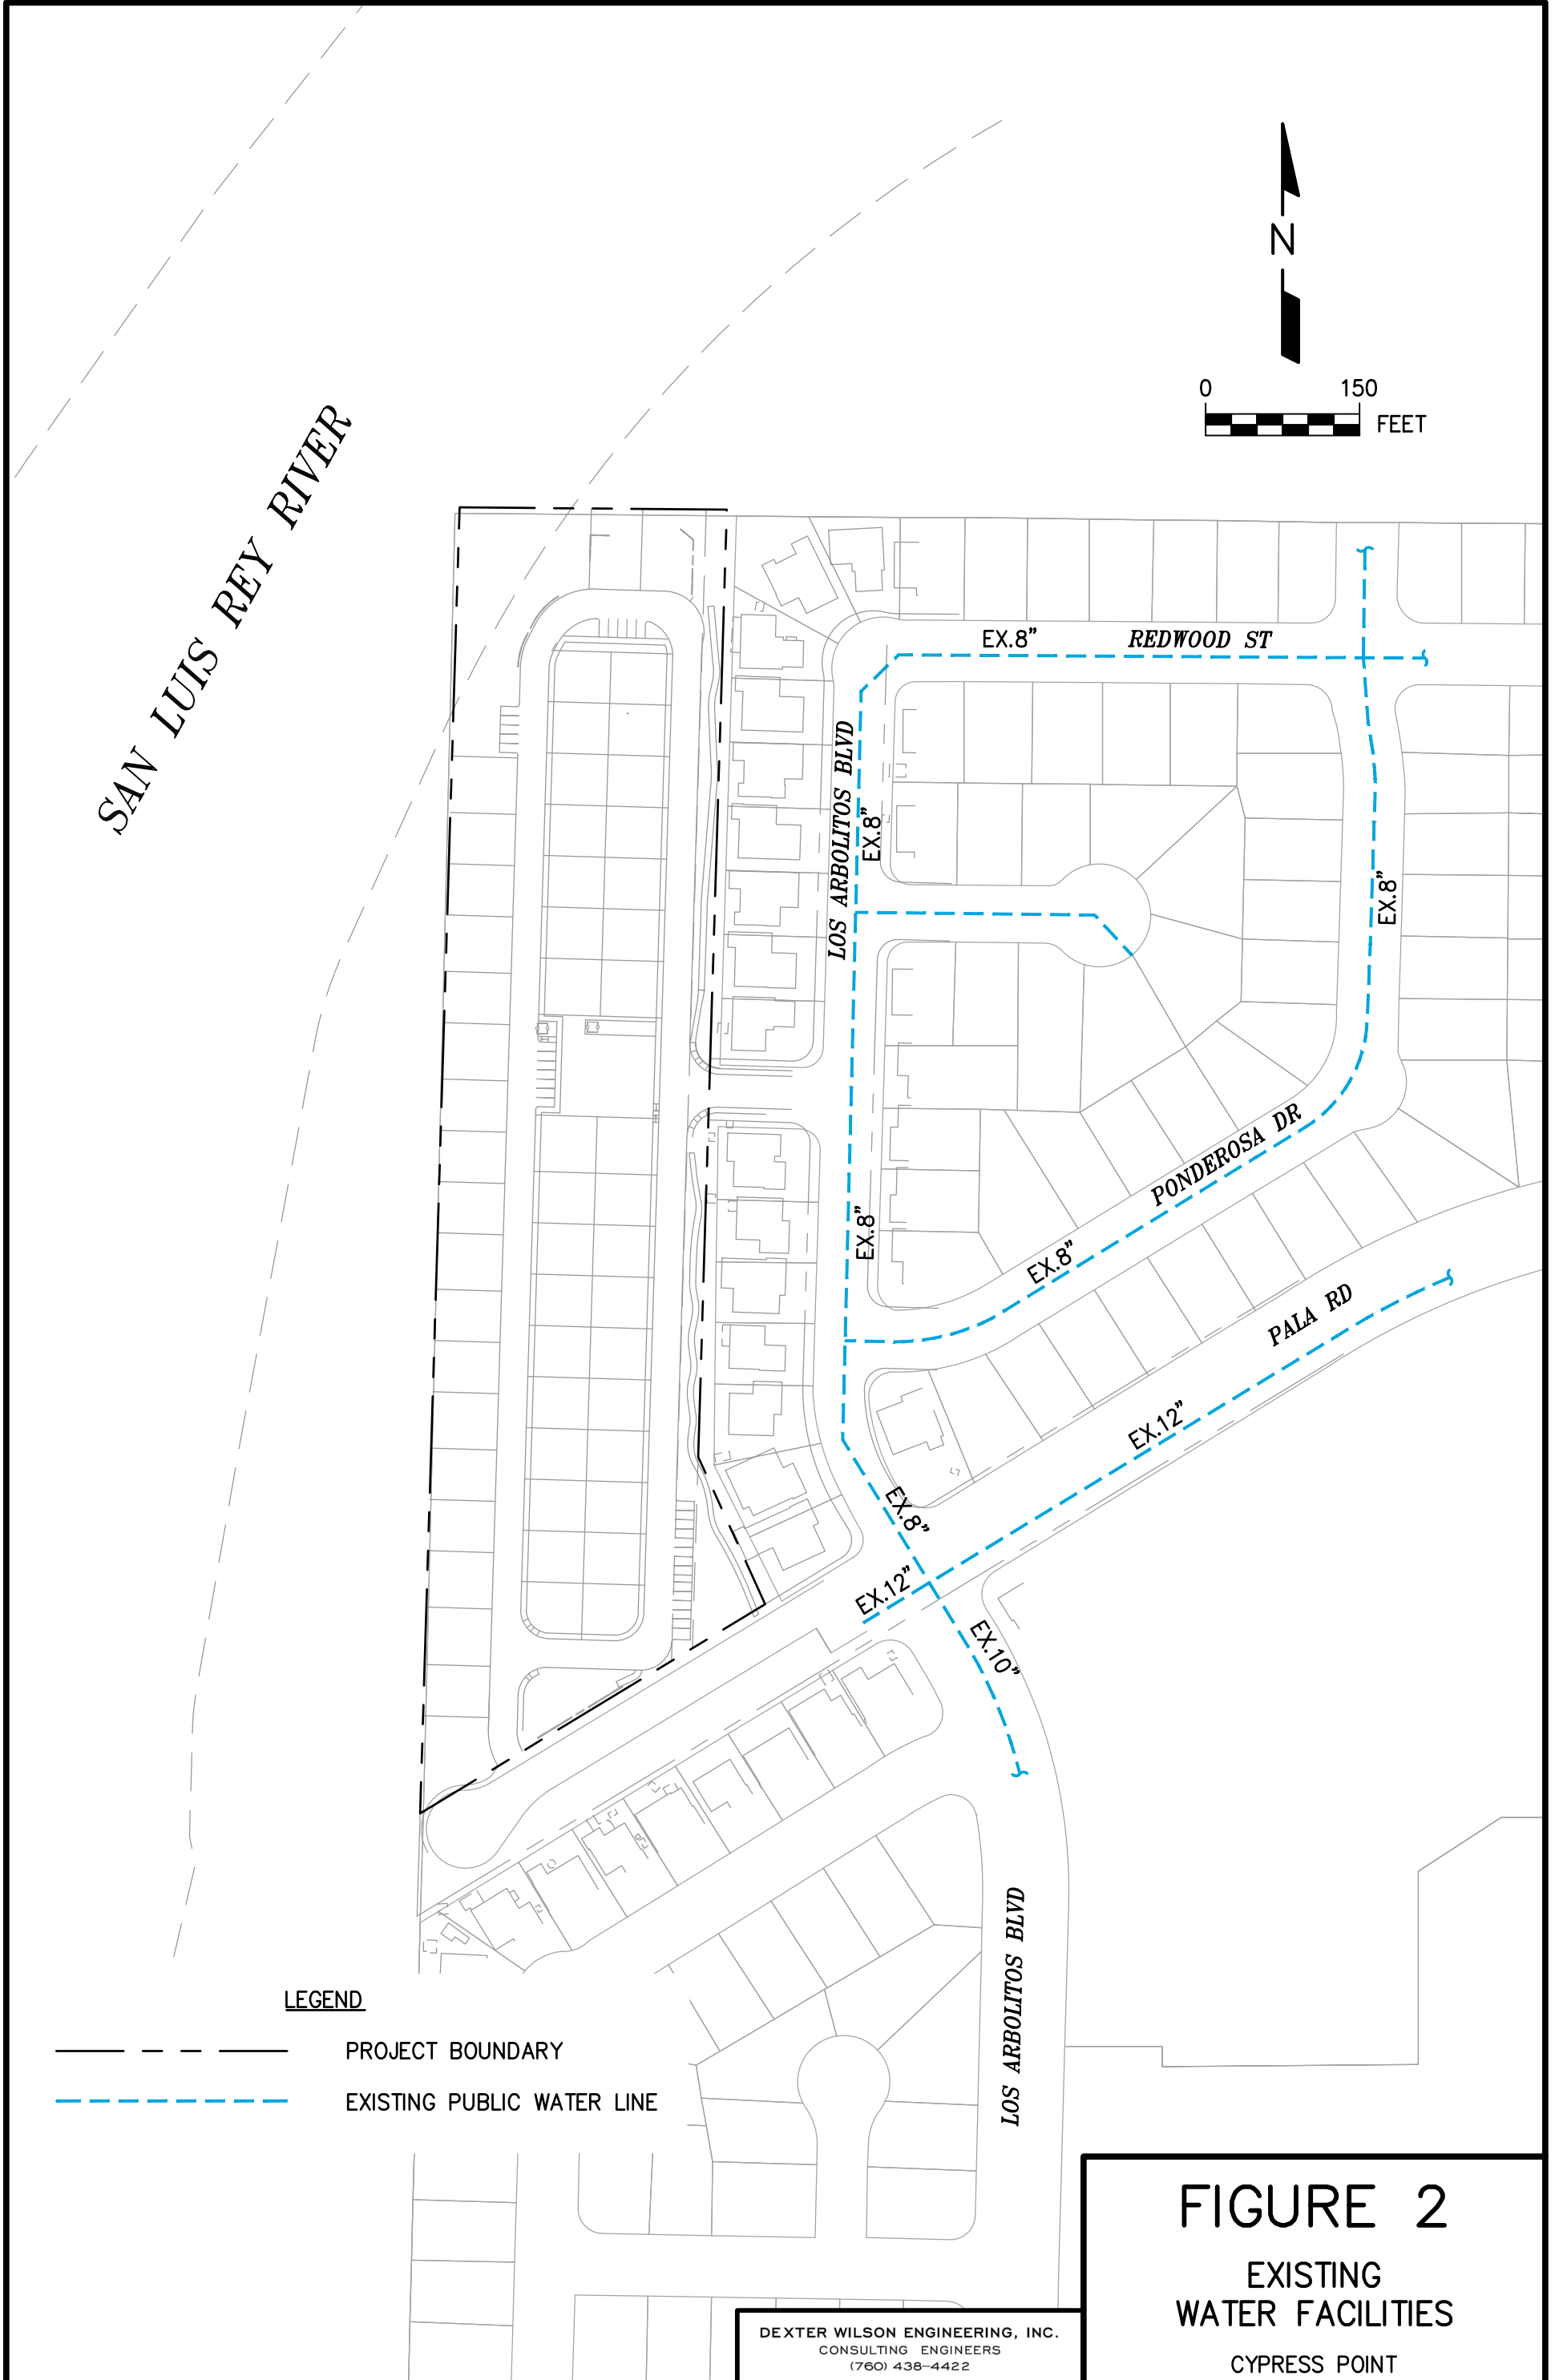 N
0 150
FEET
SAN LUIS REY RIVER
EX.8"
REDWOOD ST
LOS ARBOLITOS BLVD
EX.8"
EX.8"
PONDEROSA DR
EX.8"
EX.8"
PALA RD
EX.12"
EX.8"
EX.12"
EX.10"
LOS ARBOLITOS BLVD
LEGEND
PROJECT BOUNDARY
EXISTING PUBLIC WATER LINE
FIGURE 2
EXISTING
WATER FACILITIES
CYPRESS POINT
DEXTER WILSON ENGINEERING, INC.
CONSULTING ENGINEERS
(760) 438-4422